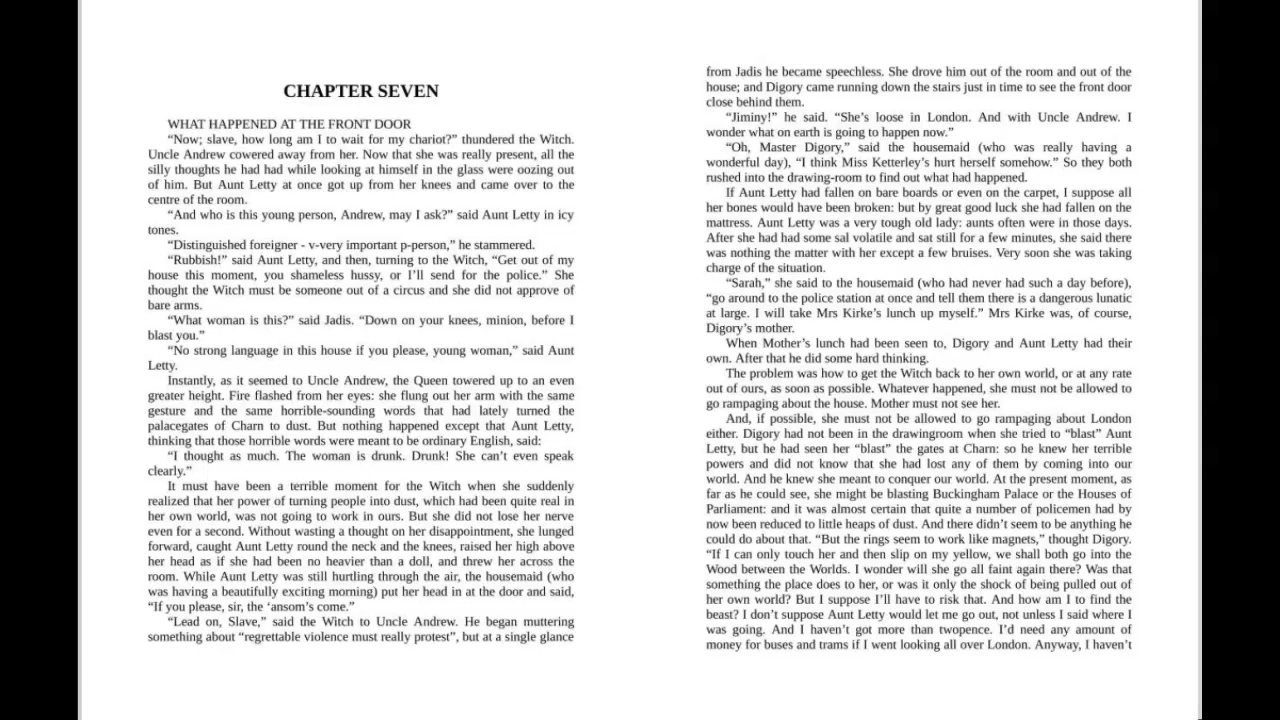 CHAPTER SEVEN
WHAT HAPPENED AT THE FRONT DOOR
“Now; slave, how long am I to wait for my chariot?” thundered the Witch.
Uncle Andrew cowered away from her. Now that she was really present, all the
silly thoughts he had had while looking at himself in the glass were oozing out
of him. But Aunt Letty at once got up from her knees and came over to the
centre of the room.
“And who is this young person, Andrew, may I ask?” said Aunt Letty in icy
tones.
“Distinguished foreigner - v-very important p-person,” he stammered.
“Rubbish!” said Aunt Letty, and then, turning to the Witch, “Get out of my
house this moment, you shameless hussy, or I’ll send for the police.” She
thought the Witch must be someone out of a circus and she did not approve of
bare arms.
“What woman is this?” said Jadis. “Down on your knees, minion, before I
blast you.”
“No strong language in this house if you please, young woman,” said Aunt
Letty.
Instantly, as it seemed to Uncle Andrew, the Queen towered up to an even
greater height. Fire flashed from her eyes: she flung out her arm with the same
gesture and the same horrible-sounding words that had lately turned the
palacegates of Charn to dust. But nothing happened except that Aunt Letty,
thinking that those horrible words were meant to be ordinary English, said:
“I thought as much. The woman is drunk. Drunk! She can’t even speak
clearly.”
It must have been a terrible moment for the Witch when she suddenly
realized that her power of turning people into dust, which had been quite real in
her own world, was not going to work in ours. But she did not lose her nerve
even for a second. Without wasting a thought on her disappointment, she lunged
forward, caught Aunt Letty round the neck and the knees, raised her high above
her head as if she had been no heavier than a doll, and threw her across the
room. While Aunt Letty was still hurtling through the air, the housemaid (who
was having a beautifully exciting morning) put her head in at the door and said,
“If you please, sir, the ‘ansom’s come.”
“Lead on, Slave,” said the Witch to Uncle Andrew. He began muttering
something about “regrettable violence must really protest”, but at a single glance
from Jadis he became speechless. She drove him out of the room and out of the
house; and Digory came running down the stairs just in time to see the front door
close behind them.
“Jiminy!” he said. “She’s loose in London. And with Uncle Andrew. I
wonder what on earth is going to happen now.”
“Oh, Master Digory,” said the housemaid (who was really having a
wonderful day), “I think Miss Ketterley’s hurt herself somehow.” So they both
rushed into the drawing-room to find out what had happened.
If Aunt Letty had fallen on bare boards or even on the carpet, I suppose all
her bones would have been broken: but by great good luck she had fallen on the
mattress. Aunt Letty was a very tough old lady: aunts often were in those days.
After she had had some sal volatile and sat still for a few minutes, she said there
was nothing the matter with her except a few bruises. Very soon she was taking
charge of the situation.
“Sarah,” she said to the housemaid (who had never had such a day before),
“go around to the police station at once and tell them there is a dangerous lunatic
at large. I will take Mrs Kirke’s lunch up myself.” Mrs Kirke was, of course,
Digory’s mother.
When Mother’s lunch had been seen to, Digory and Aunt Letty had their
own. After that he did some hard thinking.
The problem was how to get the Witch back to her own world, or at any rate
out of ours, as soon as possible. Whatever happened, she must not be allowed to
go rampaging about the house. Mother must not see her.
And, if possible, she must not be allowed to go rampaging about London
either. Digory had not been in the drawingroom when she tried to “blast” Aunt
Letty, but he had seen her “blast” the gates at Charn: so he knew her terrible
powers and did not know that she had lost any of them by coming into our
world. And he knew she meant to conquer our world. At the present moment, as
far as he could see, she might be blasting Buckingham Palace or the Houses of
Parliament: and it was almost certain that quite a number of policemen had by
now been reduced to little heaps of dust. And there didn’t seem to be anything he
could do about that. “But the rings seem to work like magnets,” thought Digory.
“If I can only touch her and then slip on my yellow, we shall both go into the
Wood between the Worlds. I wonder will she go all faint again there? Was that
something the place does to her, or was it only the shock of being pulled out of
her own world? But I suppose I’ll have to risk that. And how am I to find the
beast? I don’t suppose Aunt Letty would let me go out, not unless I said where I
was going. And I haven’t got more than twopence. I’d need any amount of
money for buses and trams if I went looking all over London. Anyway, I haven’t